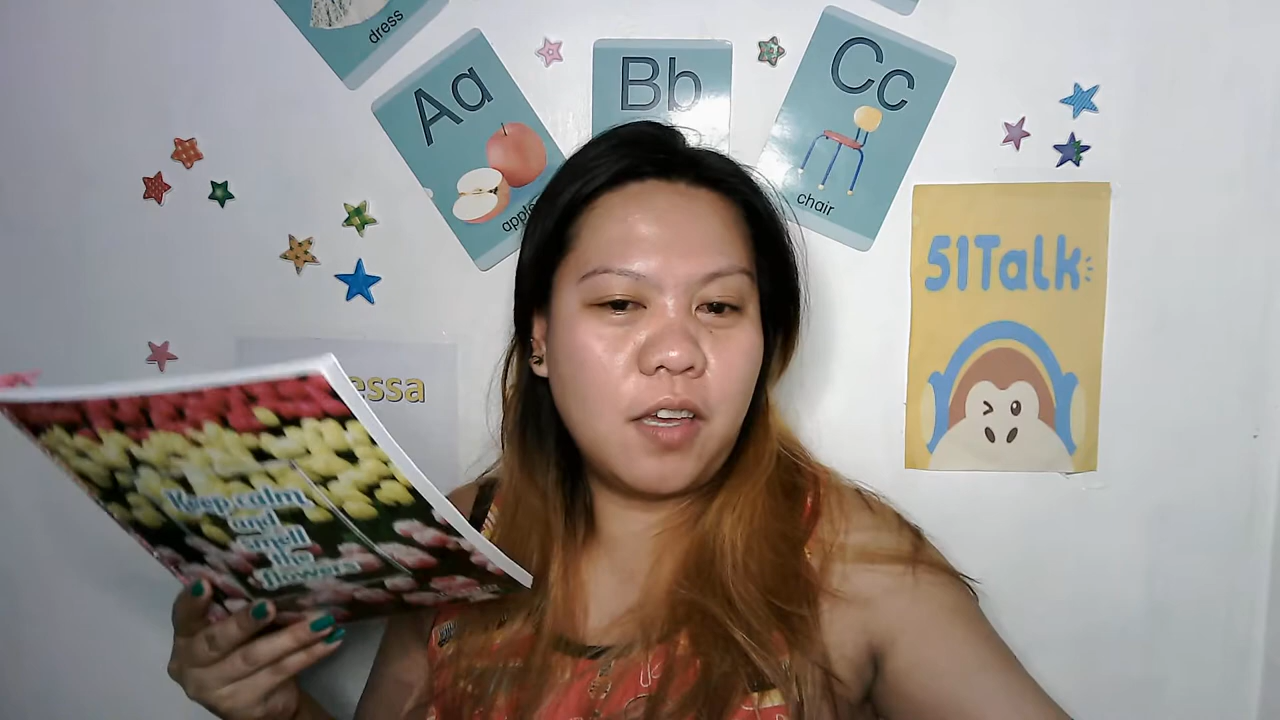 dress
Aa
apple
Bb
Cc
chair
51Talk
essa
Keep calm
and
smell
the
flowers